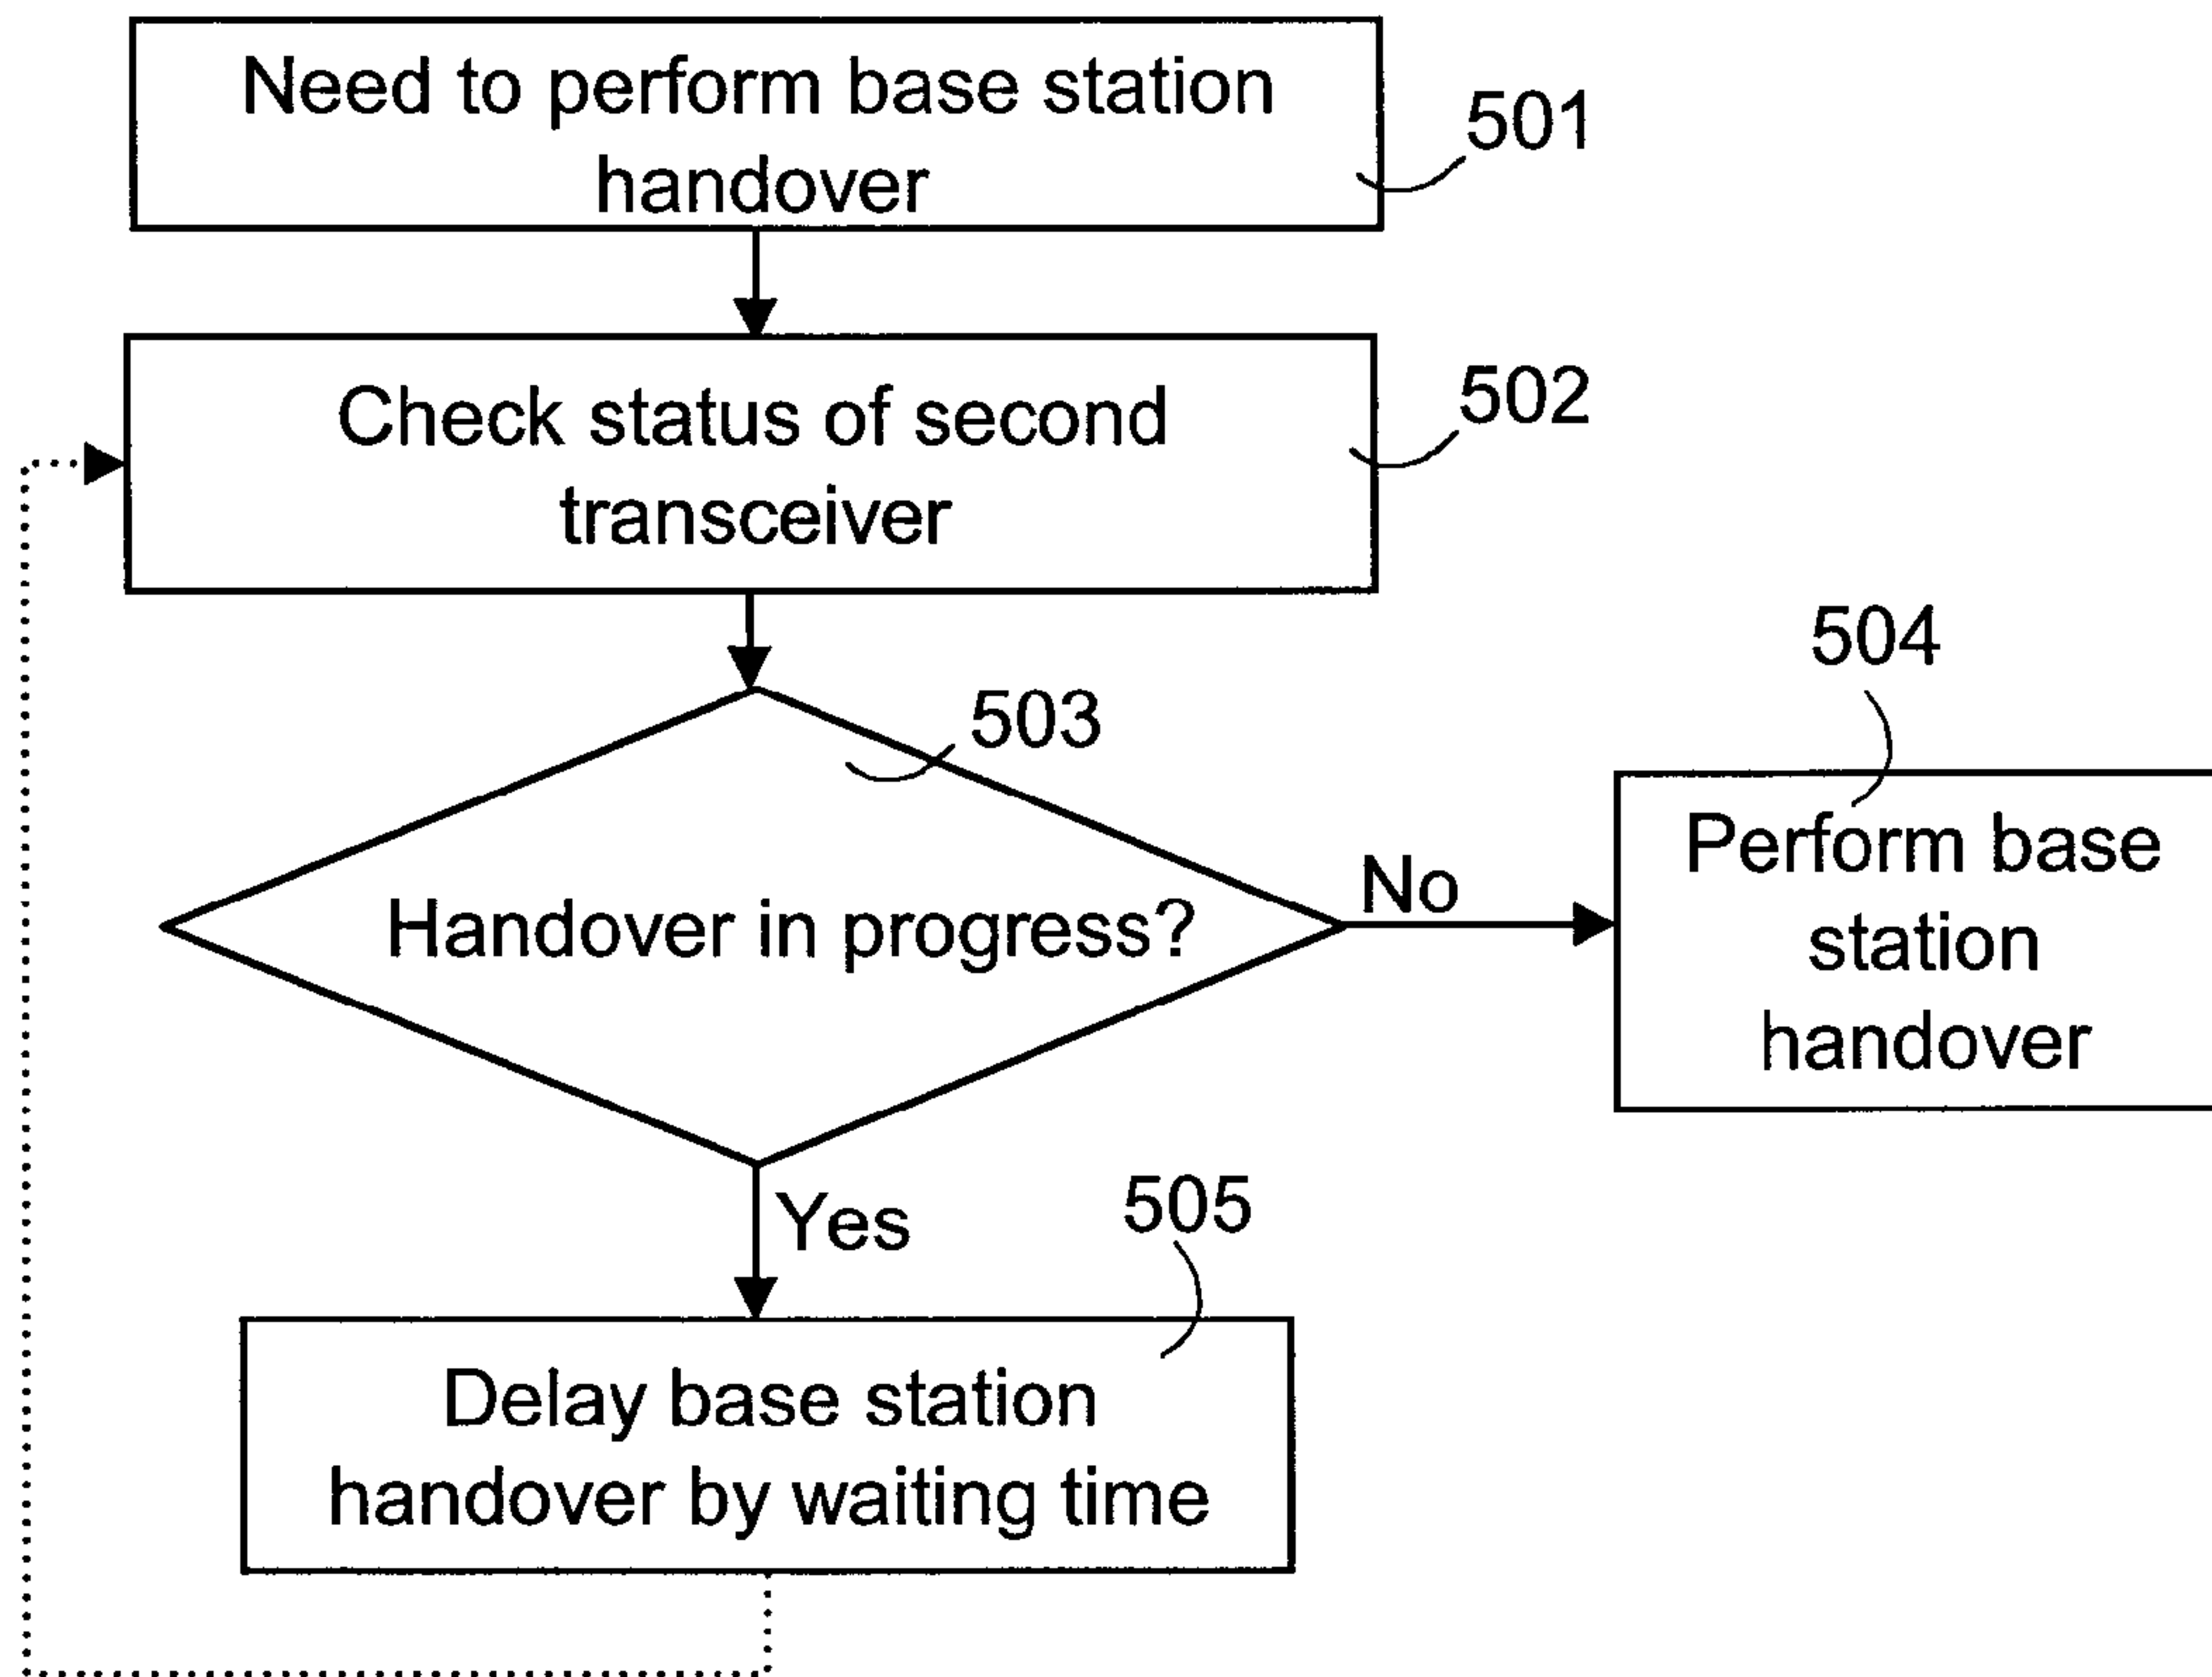 Need to perform base station
handover
501
Check status of second
transceiver
502
503
Handover in progress?
No
504
Perform base
station
handover
Yes
505
Delay base station
handover by waiting time